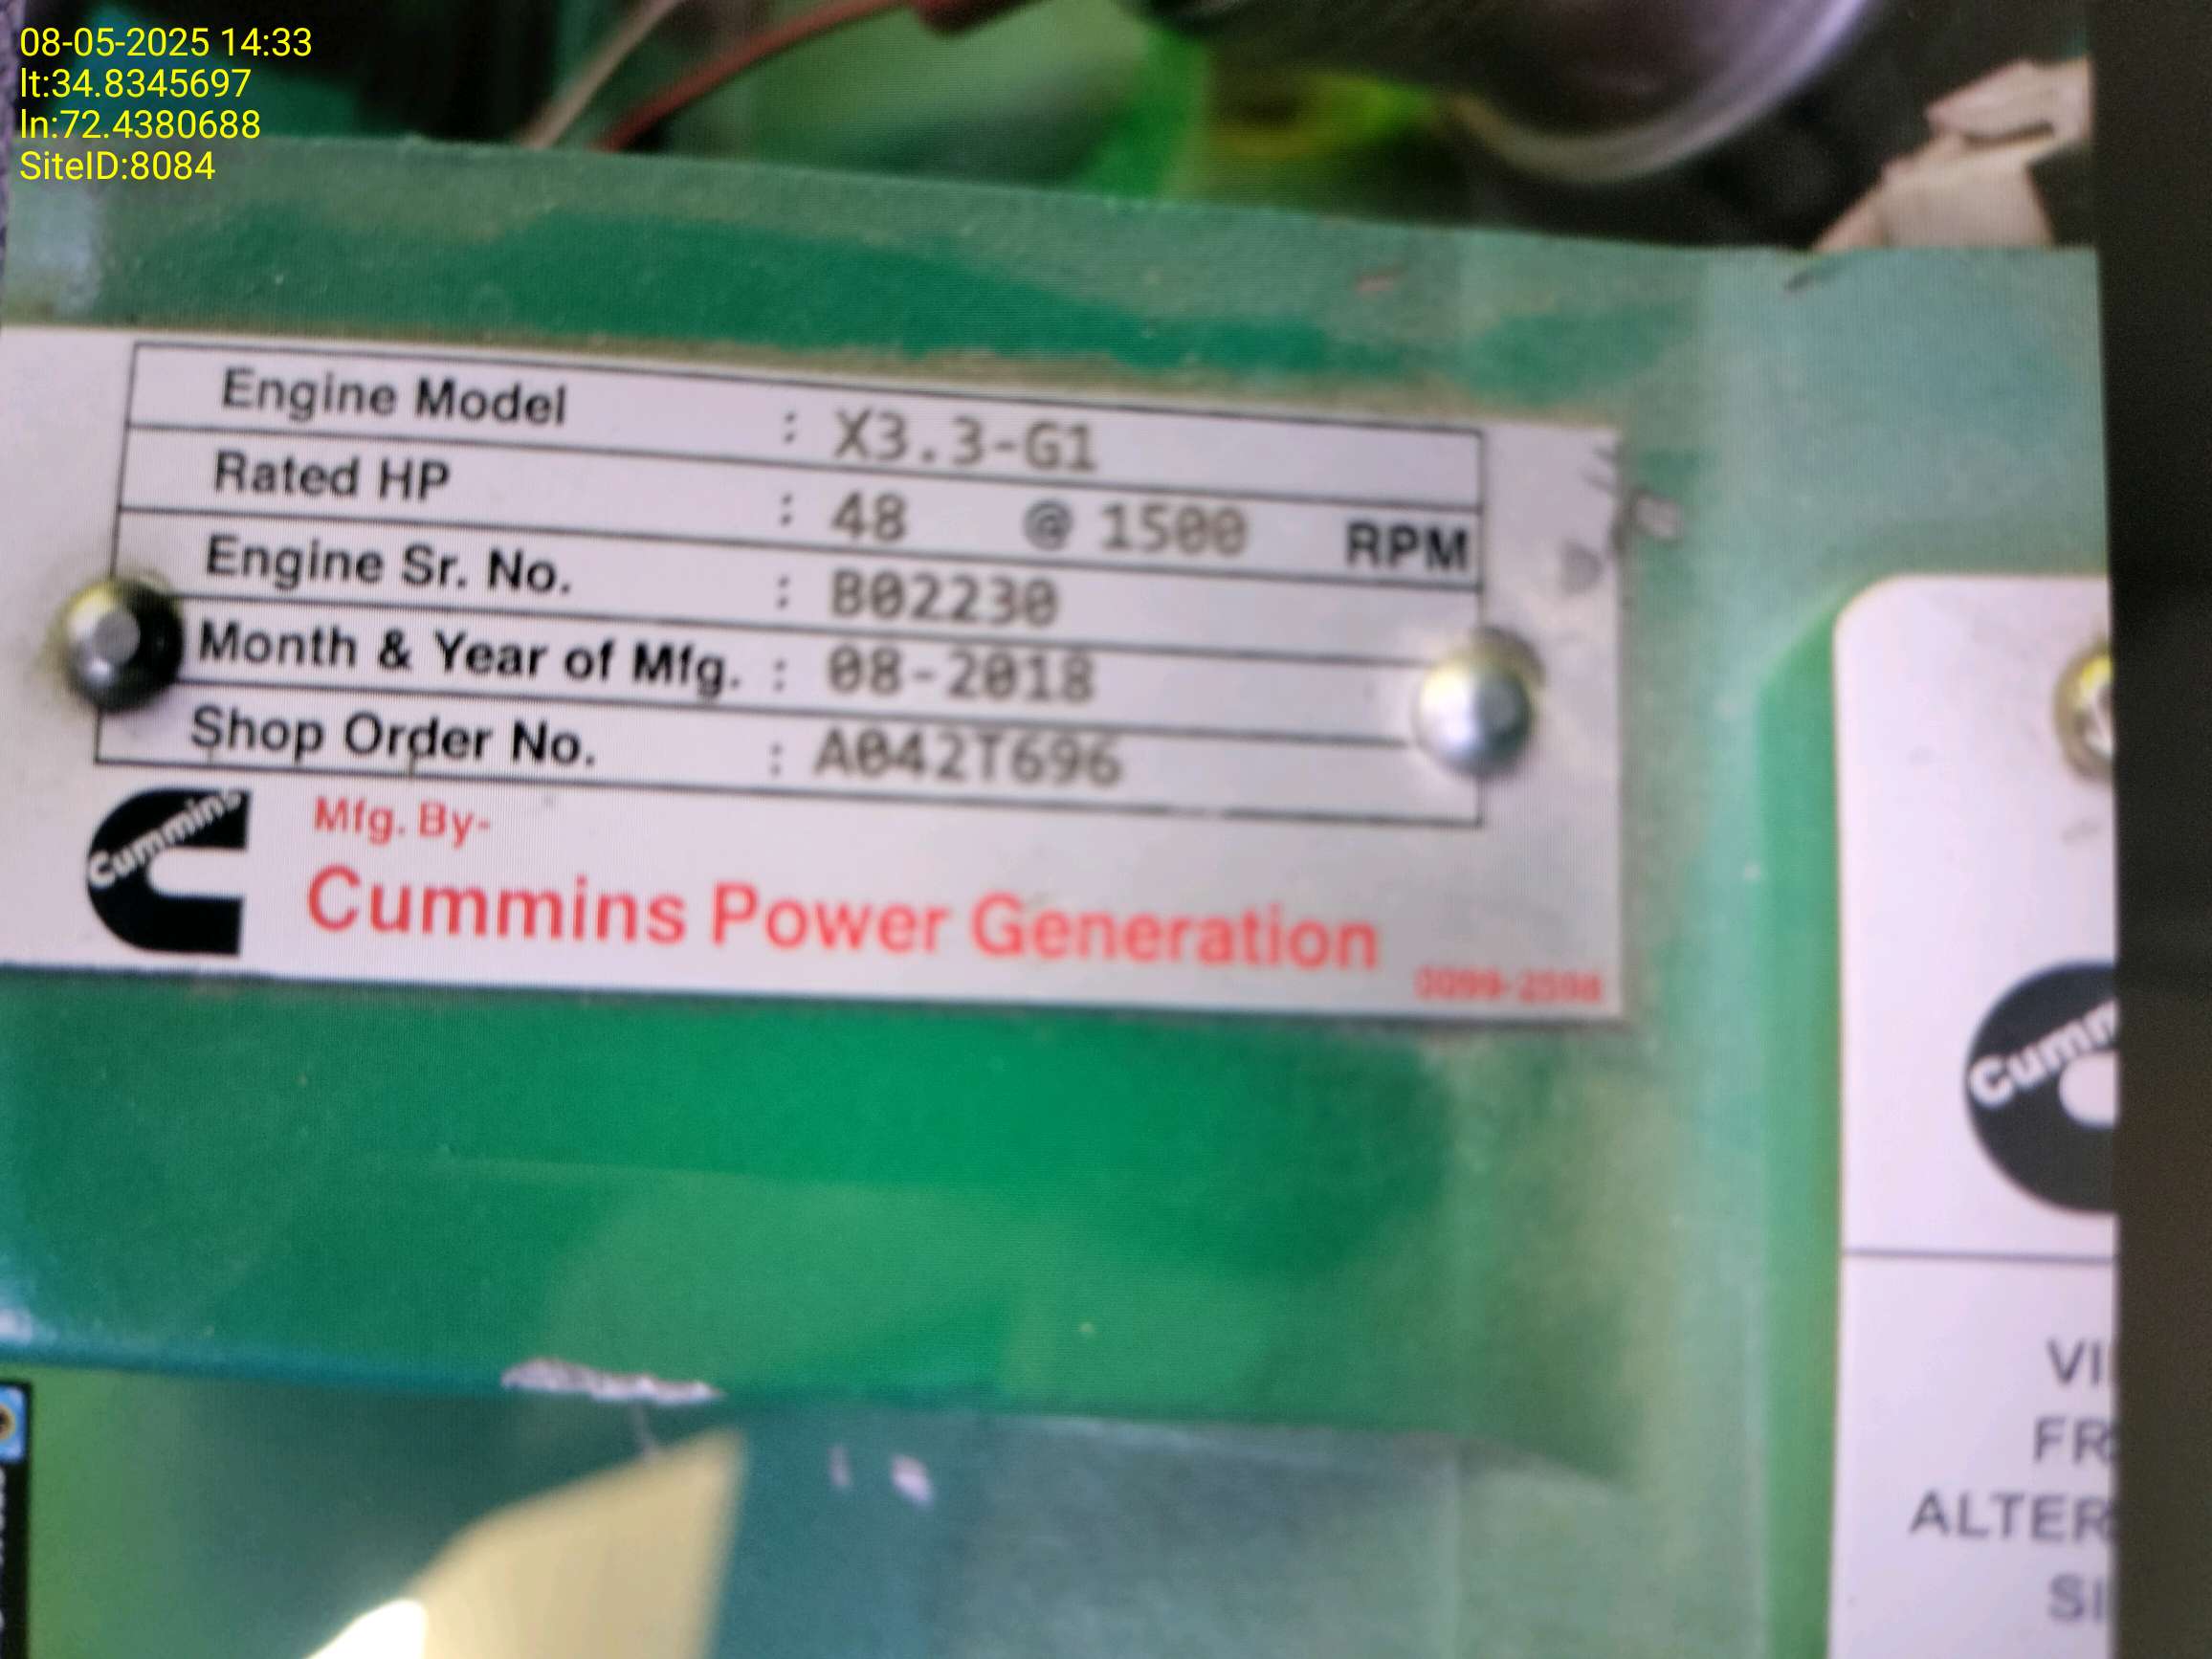 08-05-2025 14:33
lt:34.8345697
ln:72.4380688
SiteID:8084
Engine Model : X3.3-G1
Rated HP : 48 @ 1500 RPM
Engine Sr. No. : B02230
Month & Year of Mfg. : 08-2018
Shop Order No. : A042T696
Cummins
Mfg. By-
Cummins Power Generation
Cumm
VI
FR
ALTER
SI